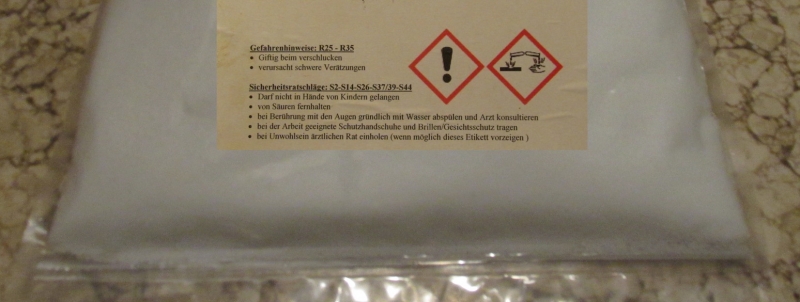 Gefahrenhinweise: R25 - R35
• Giftig beim verschlucken
• verursacht schwere Verätzungen
Sicherheitsratschläge: S2-S14-S26-S37/39-S44
• Darf nicht in Hände von Kindern gelangen
• von Säuren fernhalten
• bei Berührung mit den Augen gründlich mit Wasser abspülen und Arzt konsultieren
• bei der Arbeit geeignete Schutzhandschuhe und Brillen/Gesichtsschutz tragen
• bei Unwohlsein ärztlichen Rat einholen (wenn möglich dieses Etikett vorzeigen )